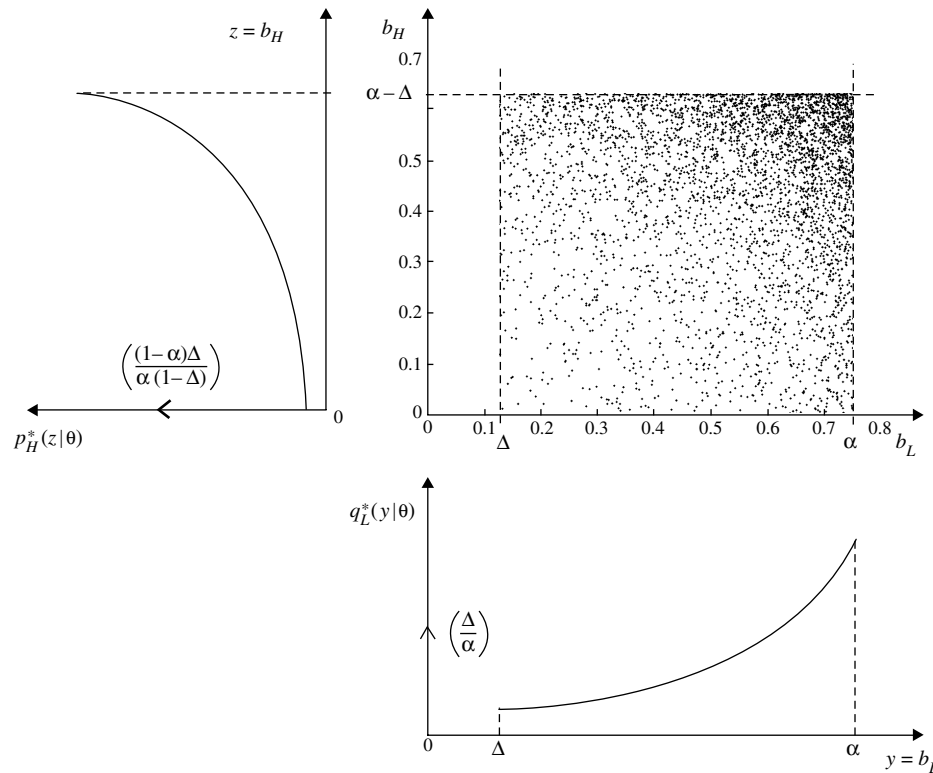 z = b_H
b_H
0.7
α – Δ
0.5
0.4
0.3
0.2
0.1
0
0 0.1 0.2 0.3 0.4 0.5 0.6 0.7 0.8
Δ α b_L
((1– α)Δ / α (1– Δ))
0
p*_H(z|θ)
q*_L(y|θ)
(Δ / α)
0 Δ α
y = b_L